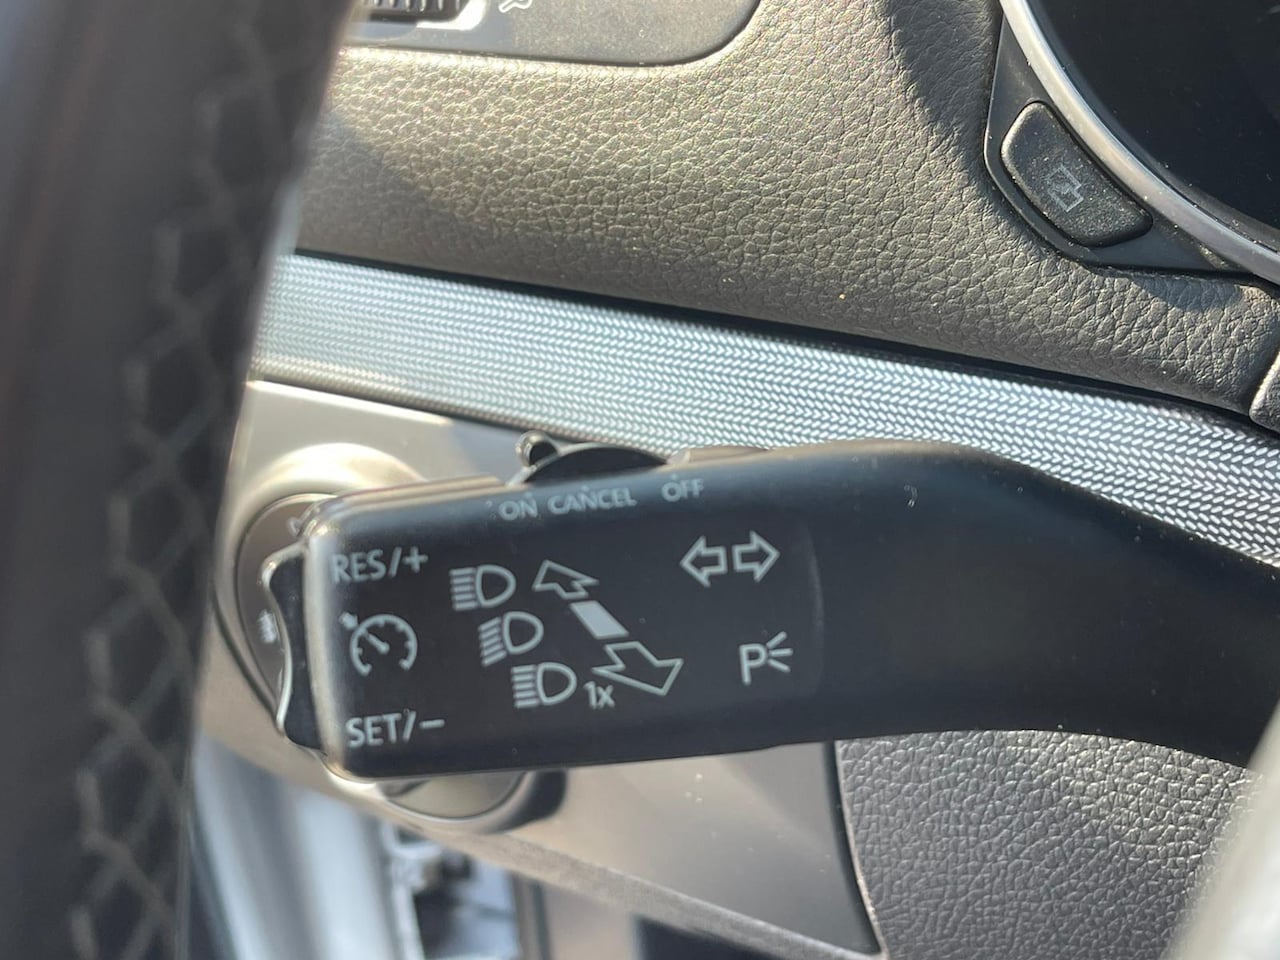 ON CANCEL OFF
RES/+
1x
P
SET/-